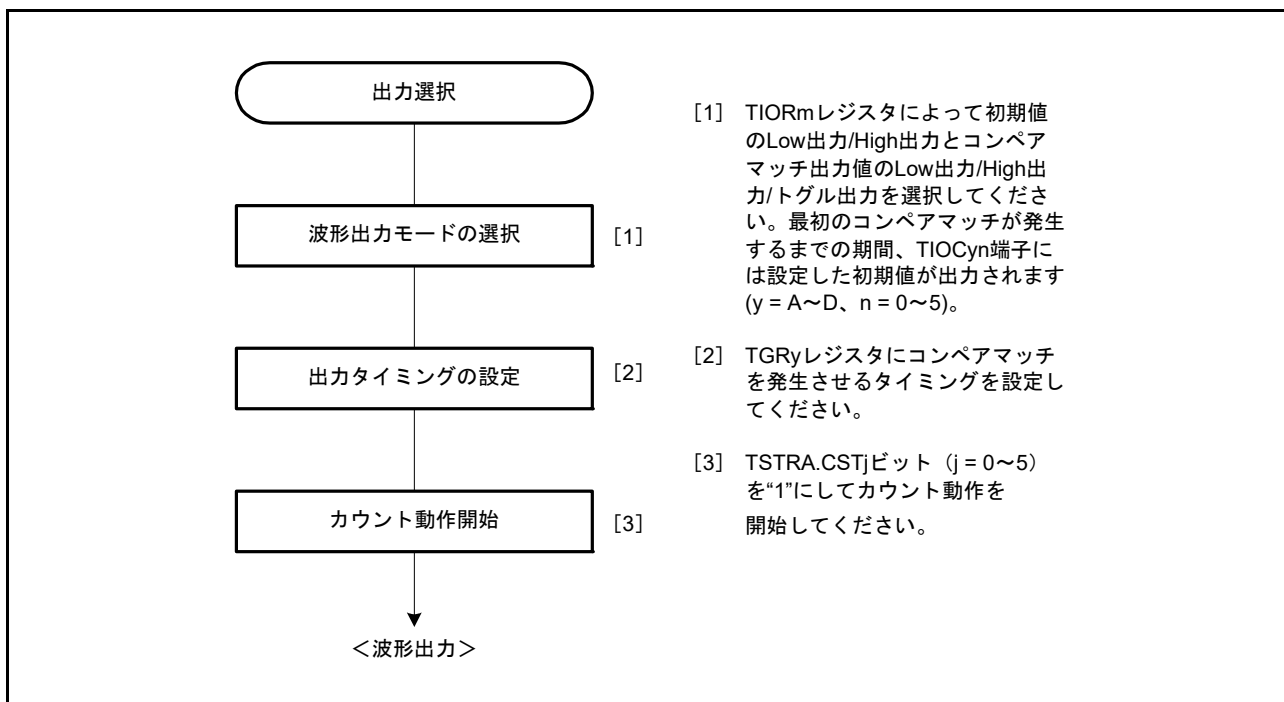 出力選択
波形出力モードの選択
[1]
出力タイミングの設定
[2]
カウント動作開始
[3]
＜波形出力＞
[1] TIORmレジスタによって初期値
のLow出力/High出力とコンペア
マッチ出力値のLow出力/High出
力/トグル出力を選択してくださ
い。最初のコンペアマッチが発生
するまでの期間、TIOCyn端子に
は設定した初期値が出力されます
(y = A～D、n = 0～5)。
[2] TGRyレジスタにコンペアマッチ
を発生させるタイミングを設定し
てください。
[3] TSTRA.CSTjビット（j = 0～5）
を“1”にしてカウント動作を
開始してください。